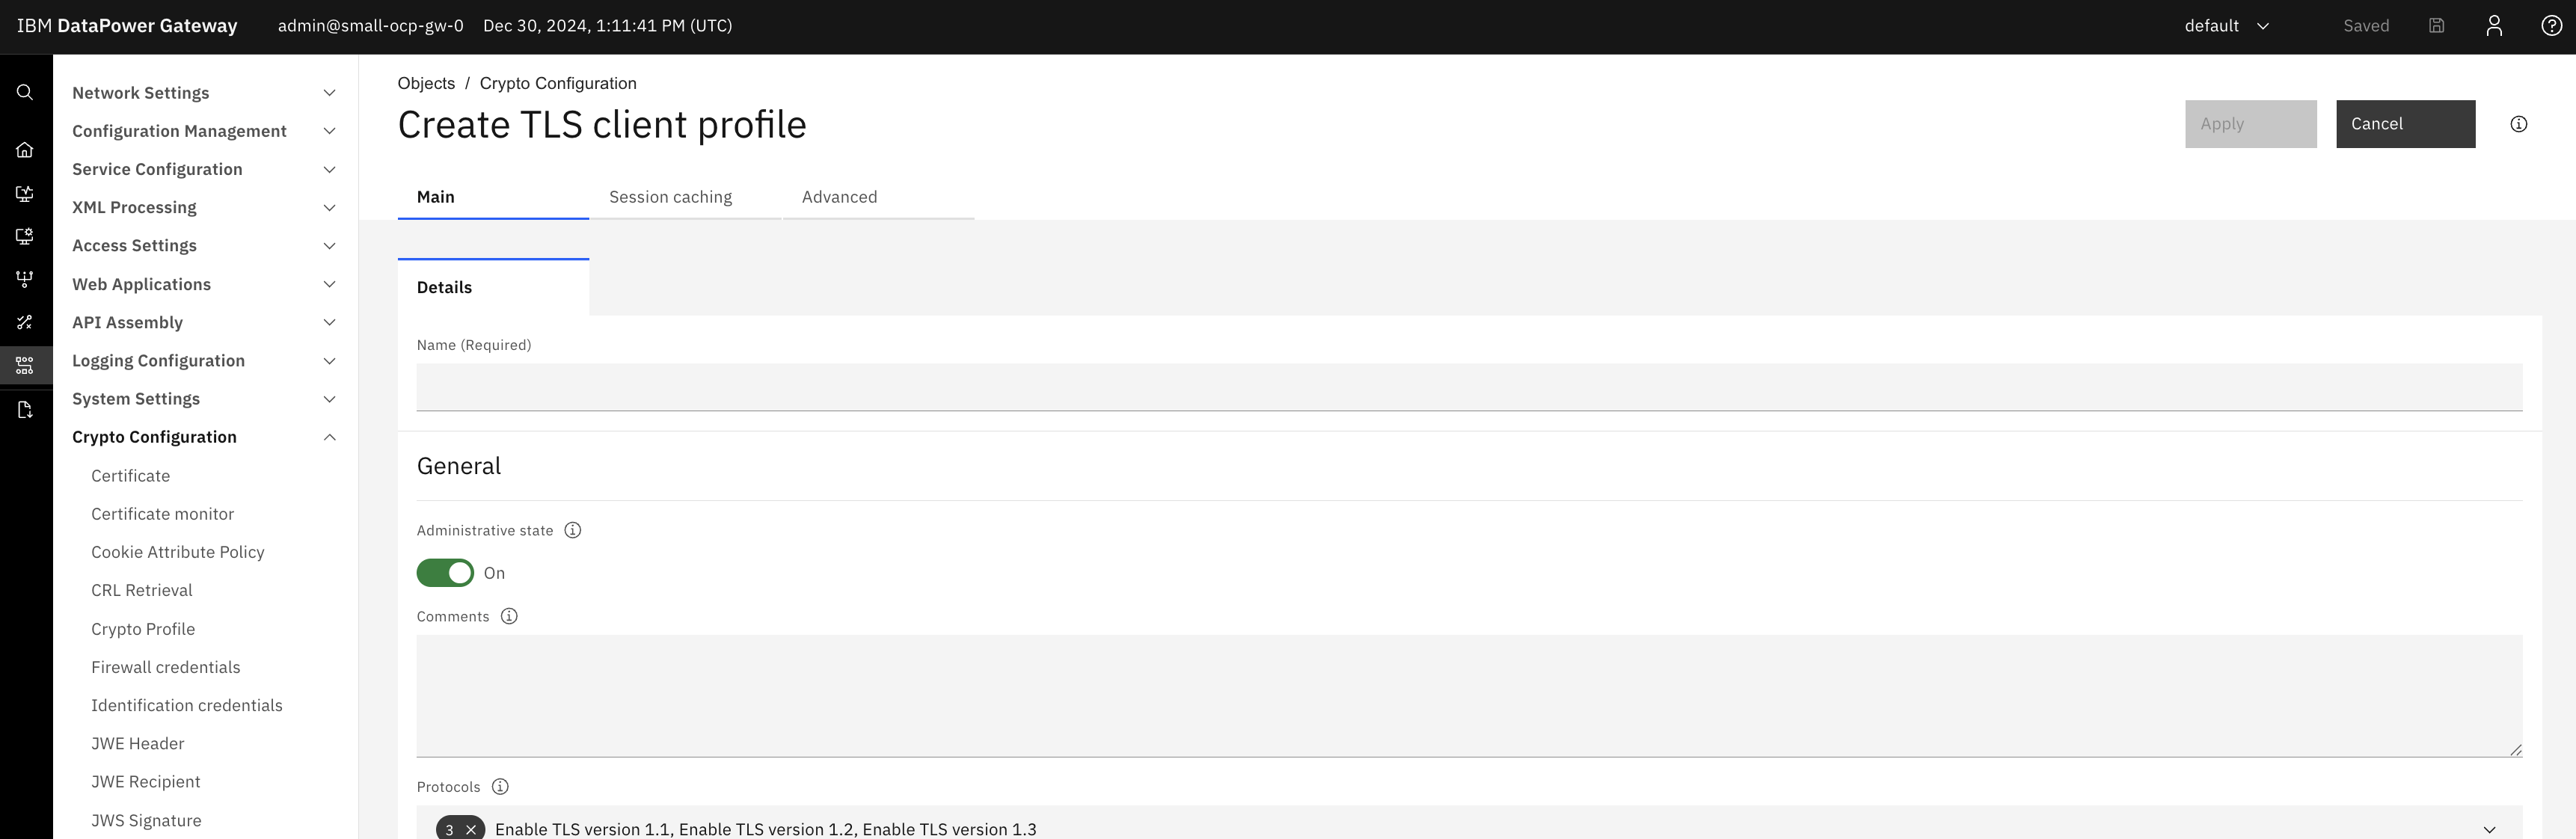 IBM DataPower Gateway admin@small-ocp-gw-0 Dec 30, 2024, 1:11:41 PM (UTC) default Saved
Network Settings
Configuration Management
Service Configuration
XML Processing
Access Settings
Web Applications
API Assembly
Logging Configuration
System Settings
Crypto Configuration
Certificate
Certificate monitor
Cookie Attribute Policy
CRL Retrieval
Crypto Profile
Firewall credentials
Identification credentials
JWE Header
JWE Recipient
JWS Signature
Objects / Crypto Configuration
Create TLS client profile
Apply Cancel
Main Session caching Advanced
Details
Name (Required)
General
Administrative state
On
Comments
Protocols
3 Enable TLS version 1.1, Enable TLS version 1.2, Enable TLS version 1.3